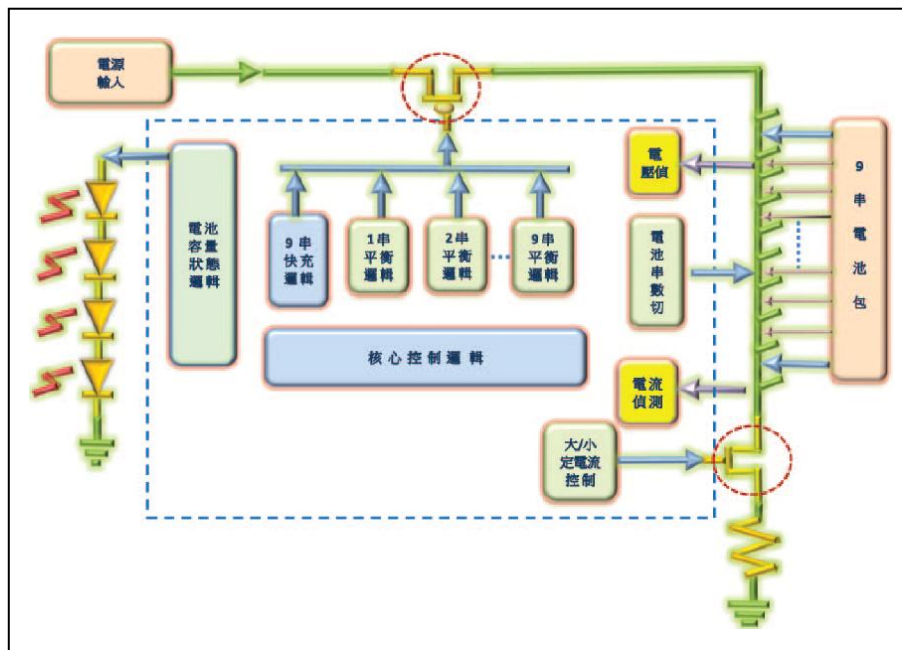 電源
輸入
電池
容量
狀態
邏輯
9 串
快充
邏輯
1串
平衡
邏輯
2串
平衡
邏輯
9串
平衡
邏輯
核心控制邏輯
電
壓偵
電
池
串
數
切
電流
偵測
大/小
定電流
控制
9
串
電
池
包